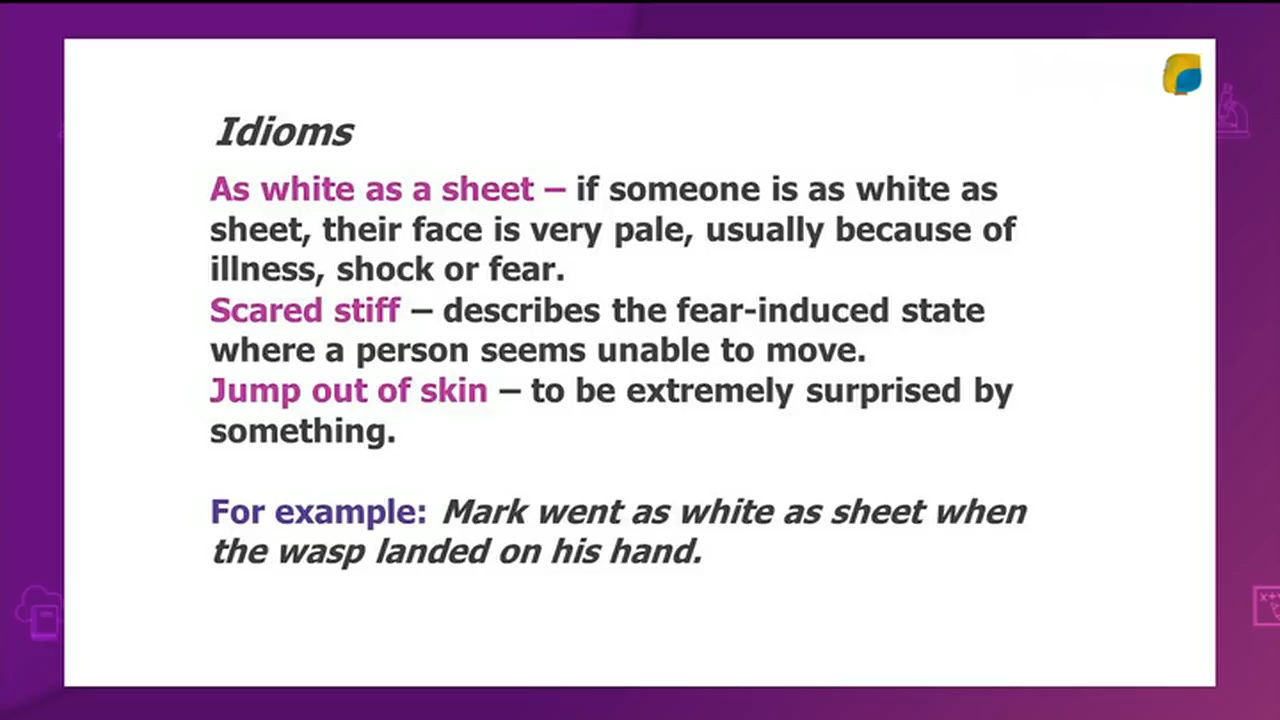 Idioms
As white as a sheet – if someone is as white as
sheet, their face is very pale, usually because of
illness, shock or fear.
Scared stiff – describes the fear-induced state
where a person seems unable to move.
Jump out of skin – to be extremely surprised by
something.
For example: Mark went as white as sheet when
the wasp landed on his hand.